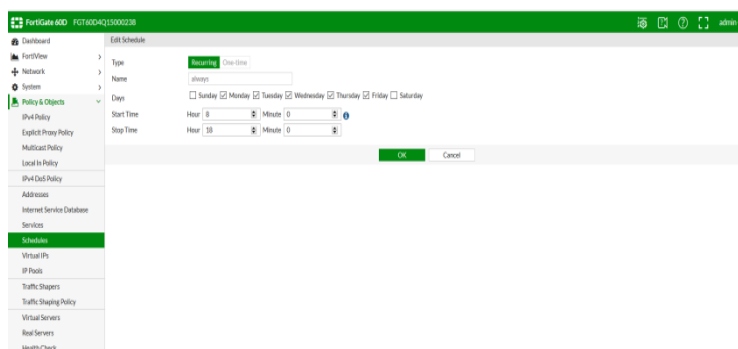 FortiGate 60D FGT60D4Q15000238 admin
Dashboard
FortiView
Network
System
Policy & Objects
IPv4 Policy
Explicit Proxy Policy
Multicast Policy
Local In Policy
IPv4 DoS Policy
Addresses
Internet Service Database
Services
Schedules
Virtual IPs
IP Pools
Traffic Shapers
Traffic Shaping Policy
Virtual Servers
Real Servers
Health Check
Edit Schedule
Type Recurring One-time
Name always
Days Sunday Monday Tuesday Wednesday Thursday Friday Saturday
Start Time Hour 8 Minute 0
Stop Time Hour 18 Minute 0
OK Cancel